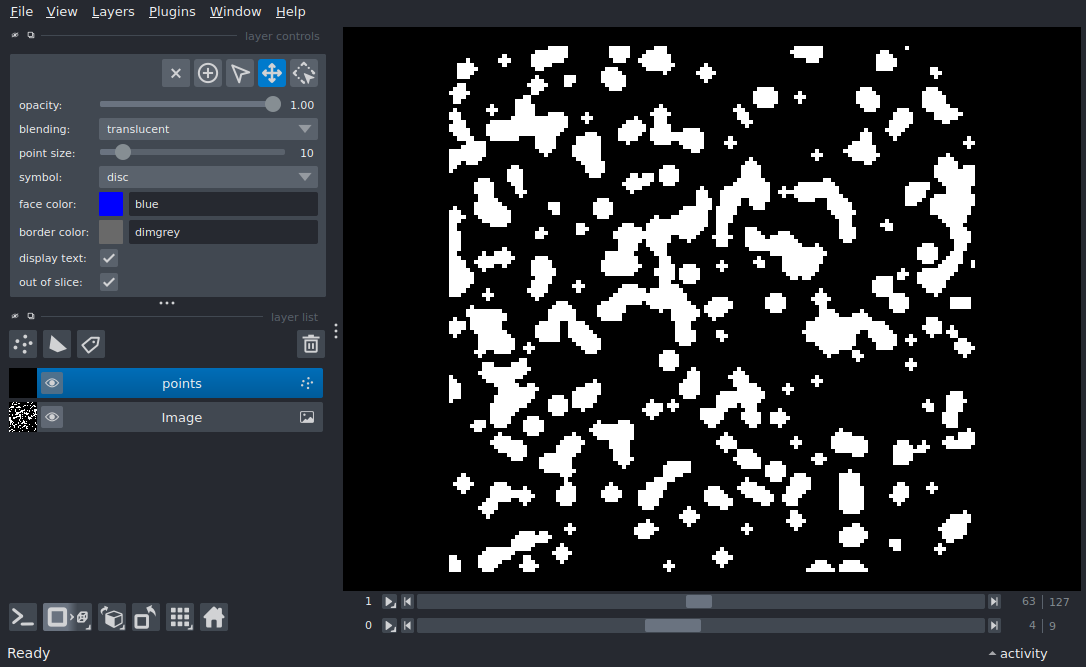 File View Layers Plugins Window Help
layer controls
opacity: 1.00
blending: translucent
point size: 10
symbol: disc
face color: blue
border color: dimgrey
display text:
out of slice:
layer list
points
Image
1 63 | 127
0 4 | 9
Ready activity